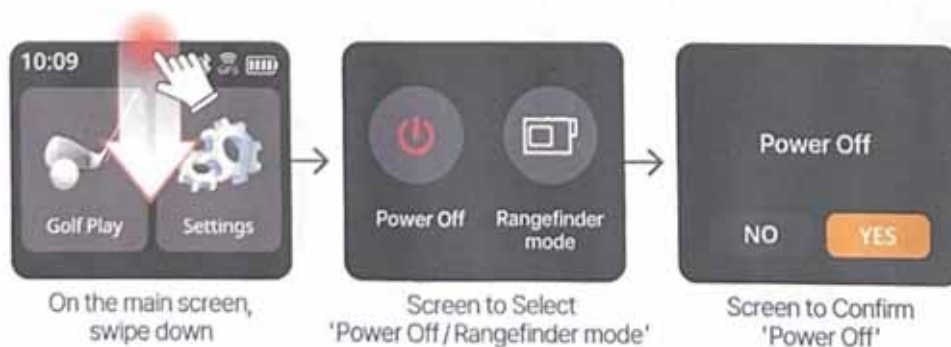 10:09
GPS
Golf Play
Settings
On the main screen,
swipe down
Power Off
Rangefinder
mode
Screen to Select
'Power Off / Rangefinder mode'
Power Off
NO
YES
Screen to Confirm
'Power Off'